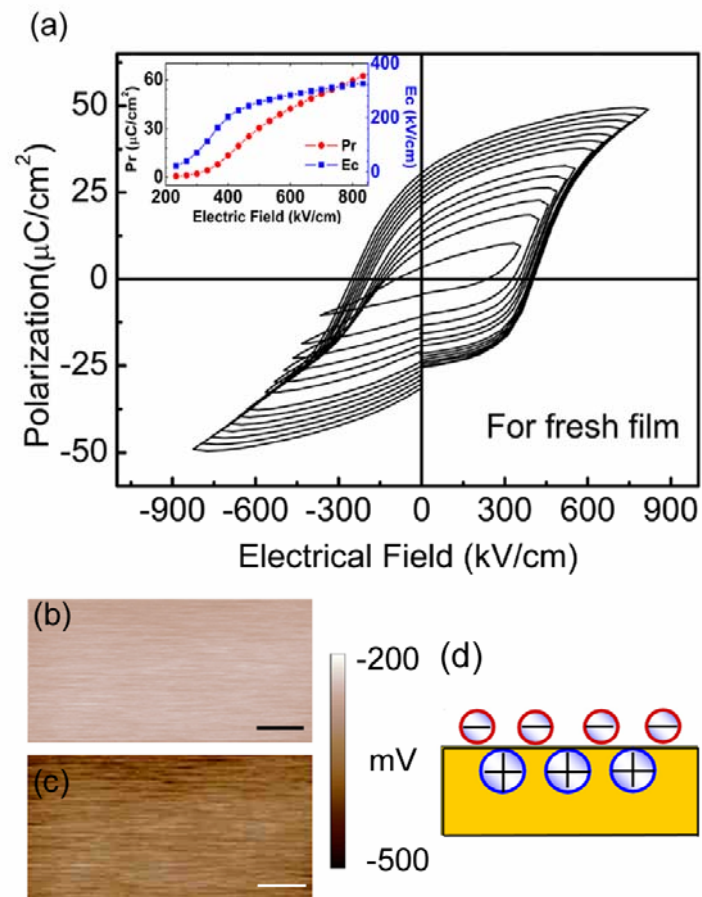 (a)
Polarization(μC/cm²)
50
25
0
-25
-50
-900 -600 -300 0 300 600 900
Electrical Field (kV/cm)
For fresh film
Pr (μC/cm²)
60
30
0
200 400 600 800
Electric Field (kV/cm)
400
200
0
Ec (kV/cm)
Pr
Ec
(b)
(c)
-200
mV
-500
(d)